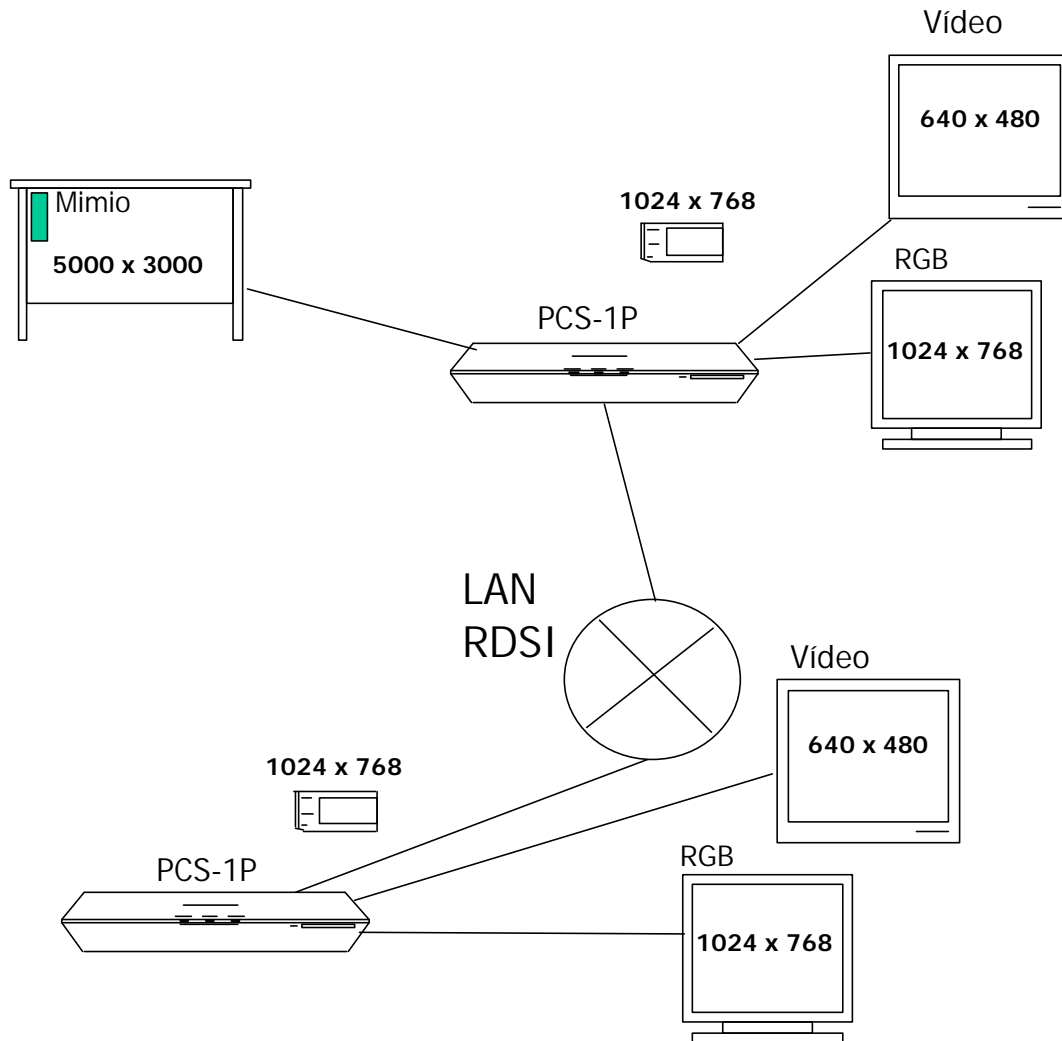 Vídeo
640 x 480
Mimio
1024 x 768
5000 x 3000
RGB
PCS-1P
1024 x 768
LAN
RDSI
Vídeo
640 x 480
1024 x 768
PCS-1P
RGB
1024 x 768